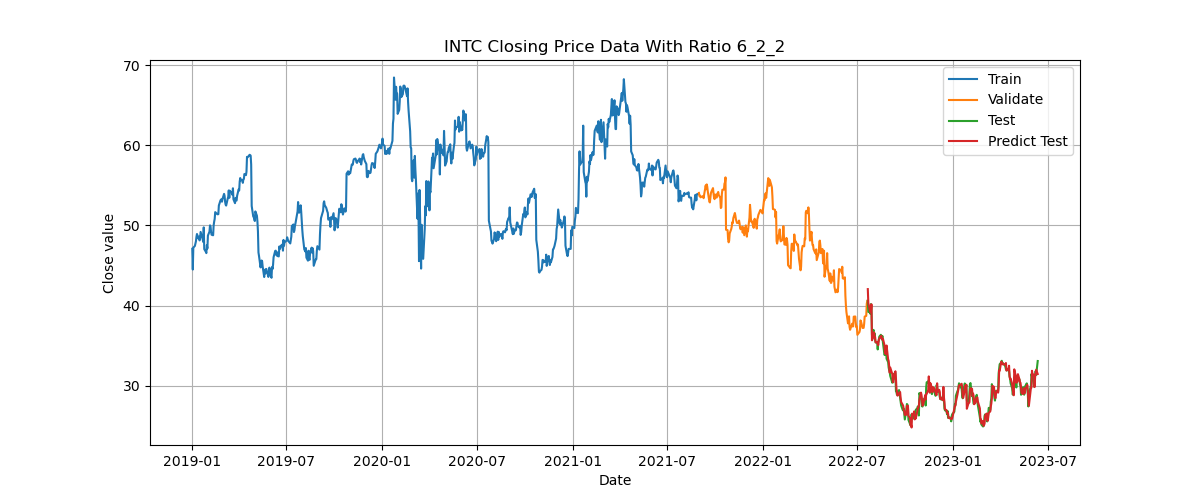 INTC Closing Price Data With Ratio 6_2_2
70
60
50
40
30
Close value
Train
Validate
Test
Predict Test
2019-01
2019-07
2020-01
2020-07
2021-01
2021-07
2022-01
2022-07
2023-01
2023-07
Date